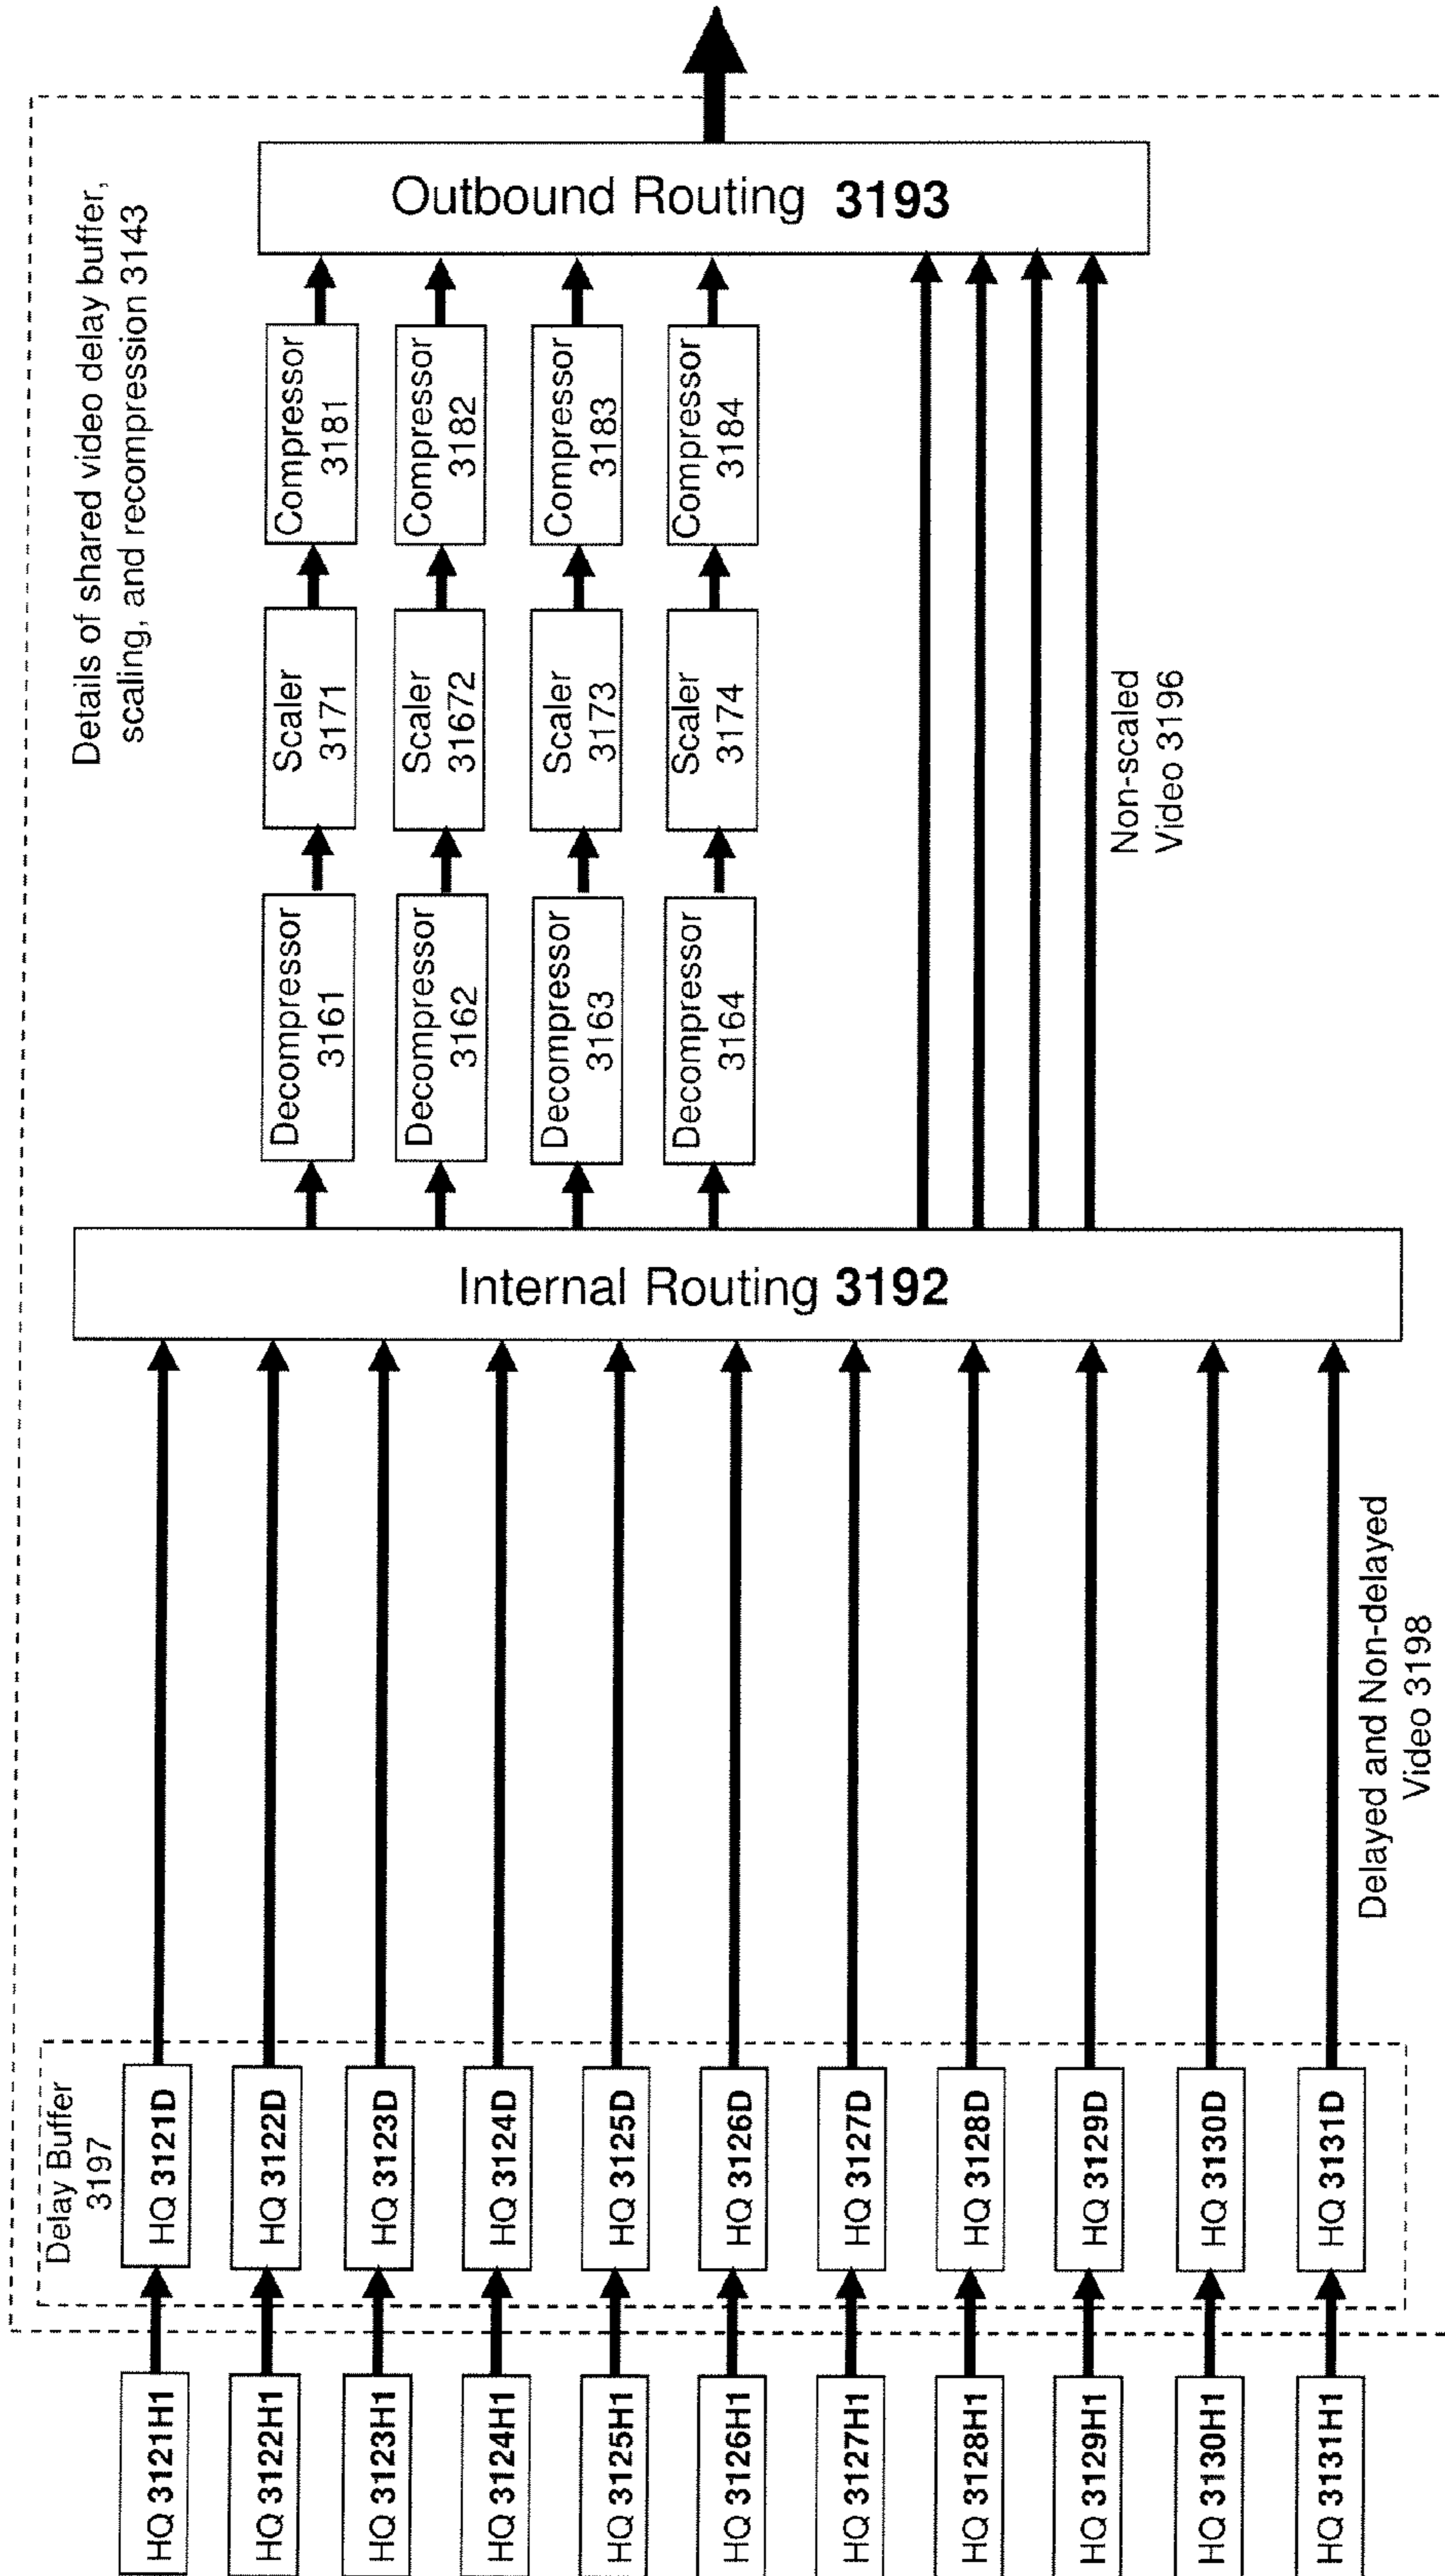 Details of shared video delay buffer,
scaling, and recompression 3143
Delay Buffer
3197
HQ 3121H1
HQ 3122H1
HQ 3123H1
HQ 3124H1
HQ 3125H1
HQ 3126H1
HQ 3127H1
HQ 3128H1
HQ 3129H1
HQ 3130H1
HQ 3131H1
HQ 3121D
HQ 3122D
HQ 3123D
HQ 3124D
HQ 3125D
HQ 3126D
HQ 3127D
HQ 3128D
HQ 3129D
HQ 3130D
HQ 3131D
Delayed and Non-delayed
Video 3198
Internal Routing 3192
Decompressor
3161
Decompressor
3162
Decompressor
3163
Decompressor
3164
Scaler
3171
Scaler
31672
Scaler
3173
Scaler
3174
Compressor
3181
Compressor
3182
Compressor
3183
Compressor
3184
Non-scaled
Video 3196
Outbound Routing 3193